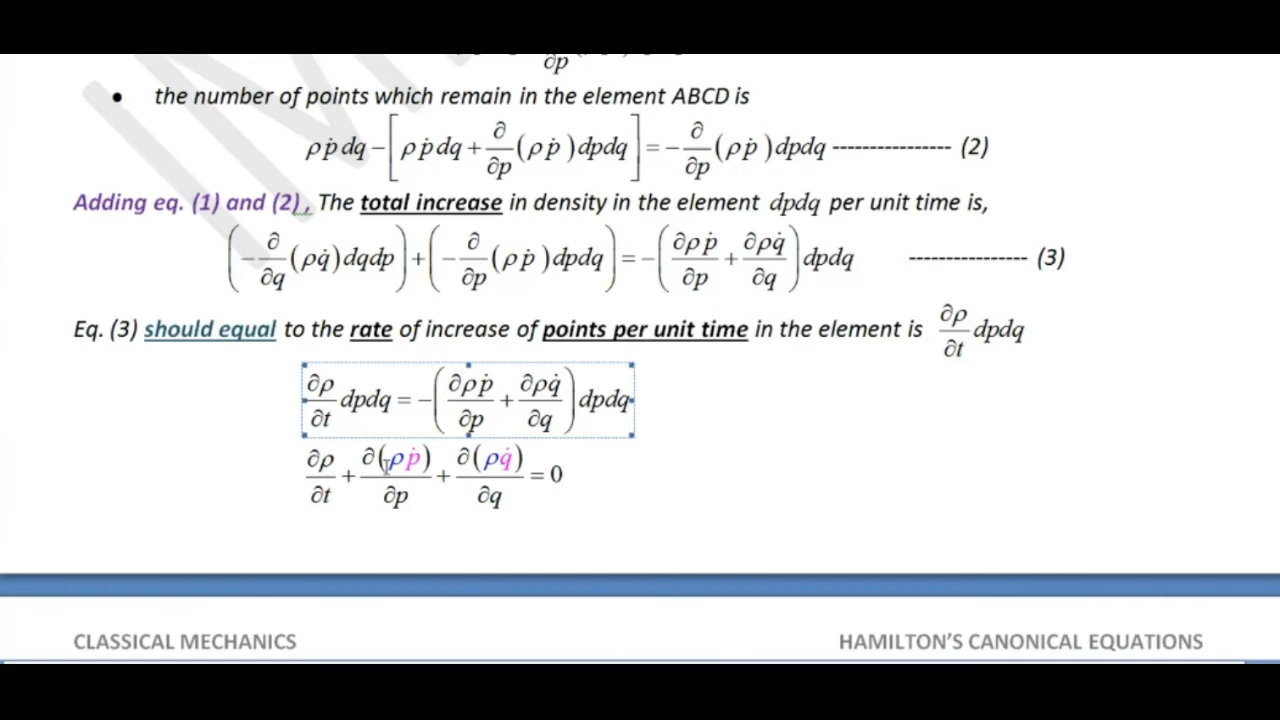 ∂p
• the number of points which remain in the element ABCD is
ρṗdq − [ρṗdq + ∂/∂p (ρṗ)dpdq] = − ∂/∂p (ρṗ)dpdq ---------------- (2)
Adding eq. (1) and (2), The total increase in density in the element dpdq per unit time is,
(− ∂/∂q (ρq̇)dqdp) + (− ∂/∂p (ρṗ)dpdq) = − (∂ρṗ/∂p + ∂ρq̇/∂q) dpdq ---------------- (3)
Eq. (3) should equal to the rate of increase of points per unit time in the element is ∂ρ/∂t dpdq
∂ρ/∂t dpdq = − (∂ρṗ/∂p + ∂ρq̇/∂q) dpdq
∂ρ/∂t + ∂(ρṗ)/∂p + ∂(ρq̇)/∂q = 0
CLASSICAL MECHANICS HAMILTON'S CANONICAL EQUATIONS